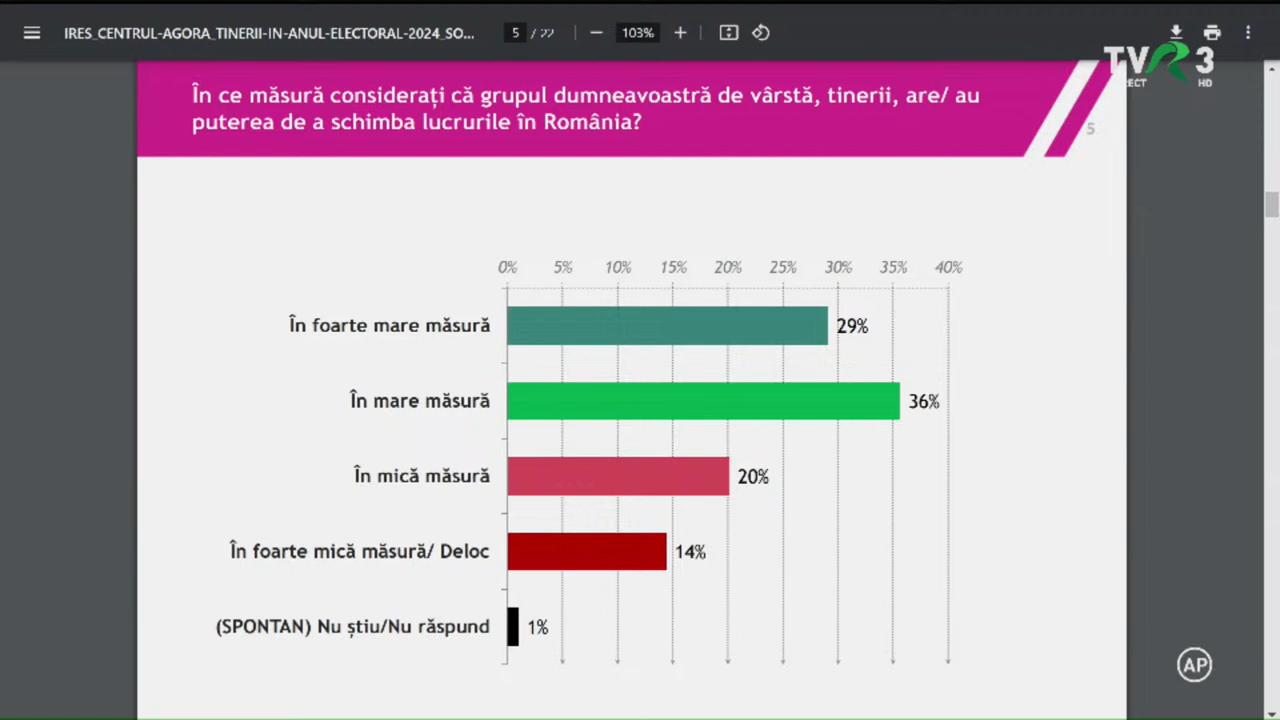 IRES_CENTRUL-AGORA_TINERII-IN-ANUL-ELECTORAL-2024_SO...
5 / 22
103%
TVR 3
RECT HD
În ce măsură considerați că grupul dumneavoastră de vârstă, tinerii, are/ au
puterea de a schimba lucrurile în România?
5
0% 5% 10% 15% 20% 25% 30% 35% 40%
În foarte mare măsură 29%
În mare măsură 36%
În mică măsură 20%
În foarte mică măsură/ Deloc 14%
(SPONTAN) Nu știu/Nu răspund 1%
AP